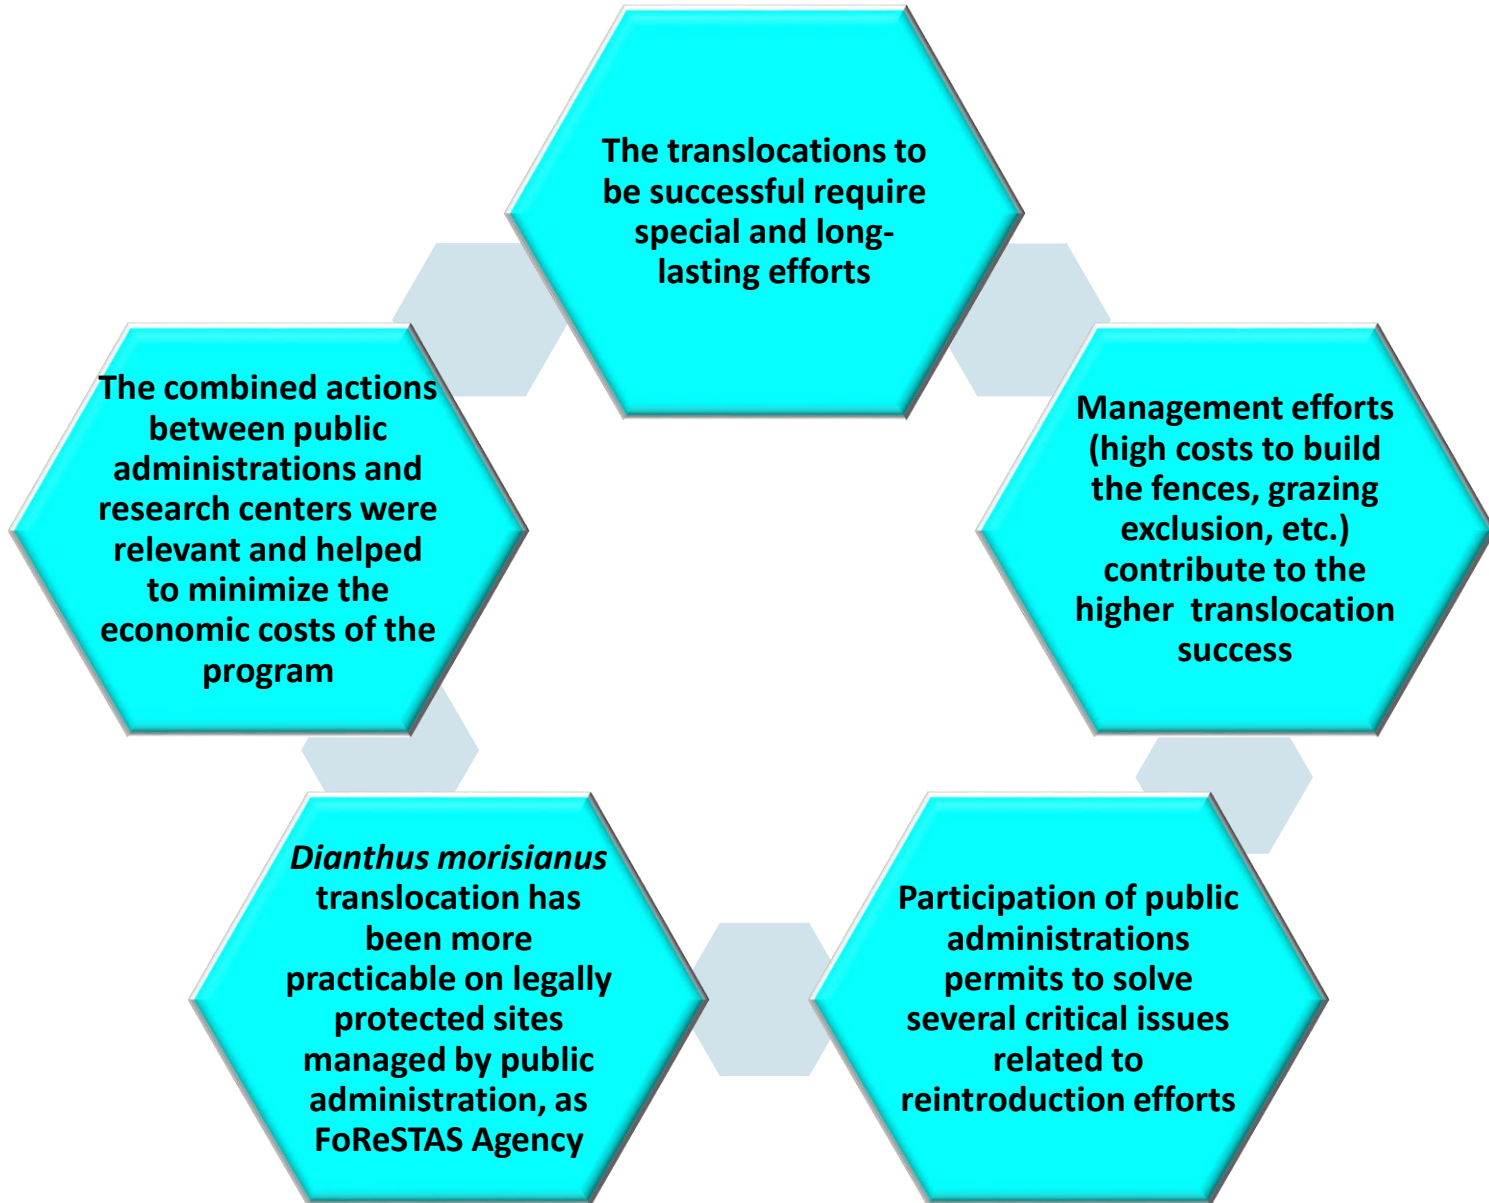 The translocations to
be successful require
special and long-
lasting efforts
Management efforts
(high costs to build
the fences, grazing
exclusion, etc.)
contribute to the
higher translocation
success
Participation of public
administrations
permits to solve
several critical issues
related to
reintroduction efforts
Dianthus morisianus
translocation has
been more
practicable on legally
protected sites
managed by public
administration, as
FoReSTAS Agency
The combined actions
between public
administrations and
research centers were
relevant and helped
to minimize the
economic costs of the
program